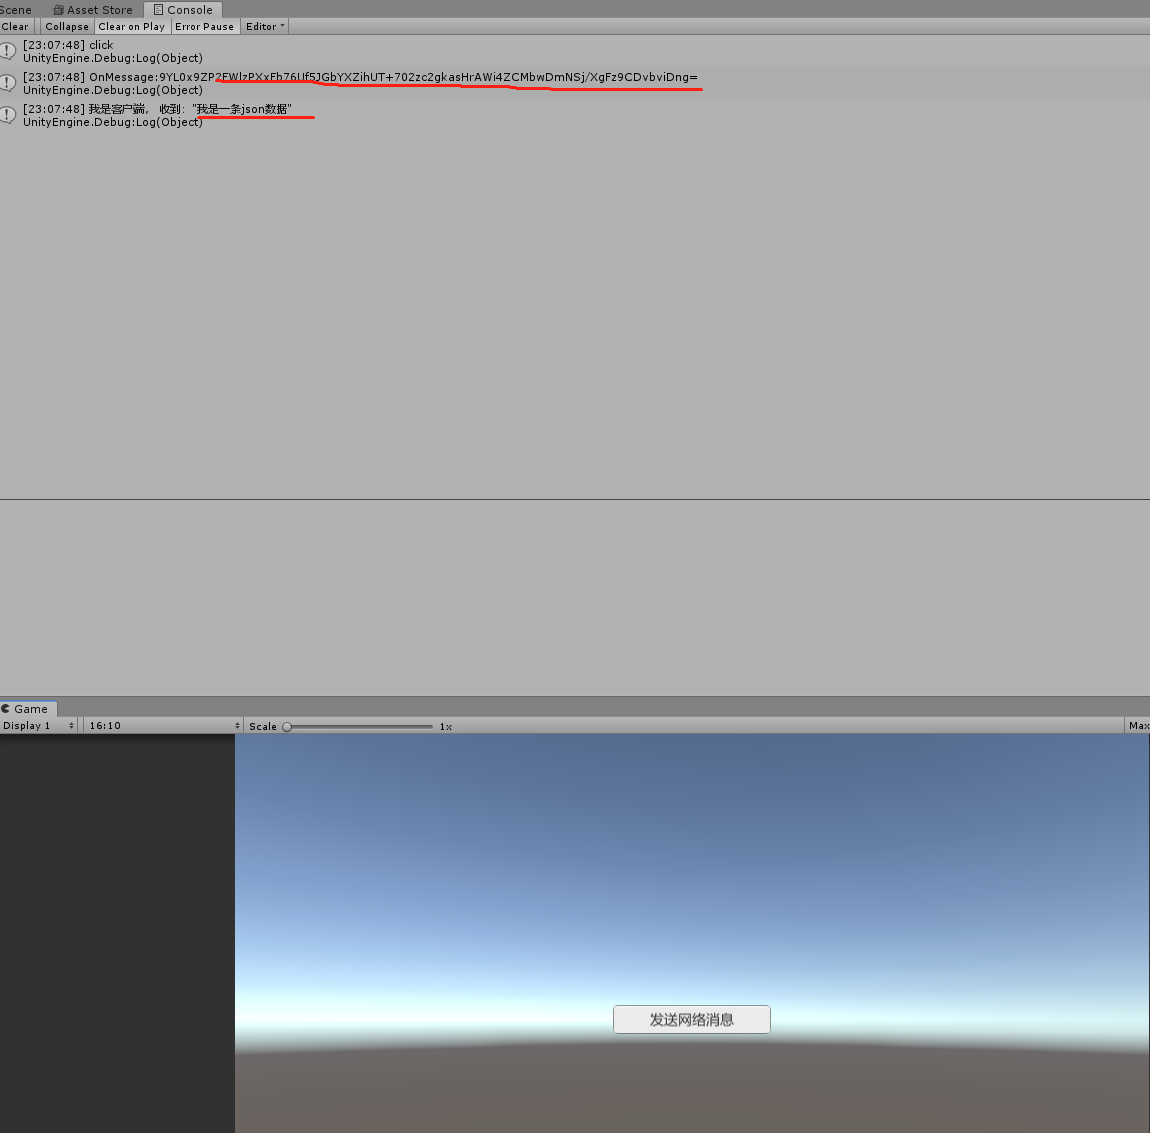 Scene Asset Store Console
Clear Collapse Clear on Play Error Pause Editor
[23:07:48] click
UnityEngine.Debug:Log(Object)
[23:07:48] OnMessage:9YL0x9ZP2FWlzPXxFb76Uf5JGbYXZihUT+702zc2gkasHrAWi4ZCMbwDmNSj/XgFz9CDvbviDng=
UnityEngine.Debug:Log(Object)
[23:07:48] 我是客户端， 收到："我是一条json数据"
UnityEngine.Debug:Log(Object)
Game
Display 1 16:10 Scale 1x Max
发送网络消息